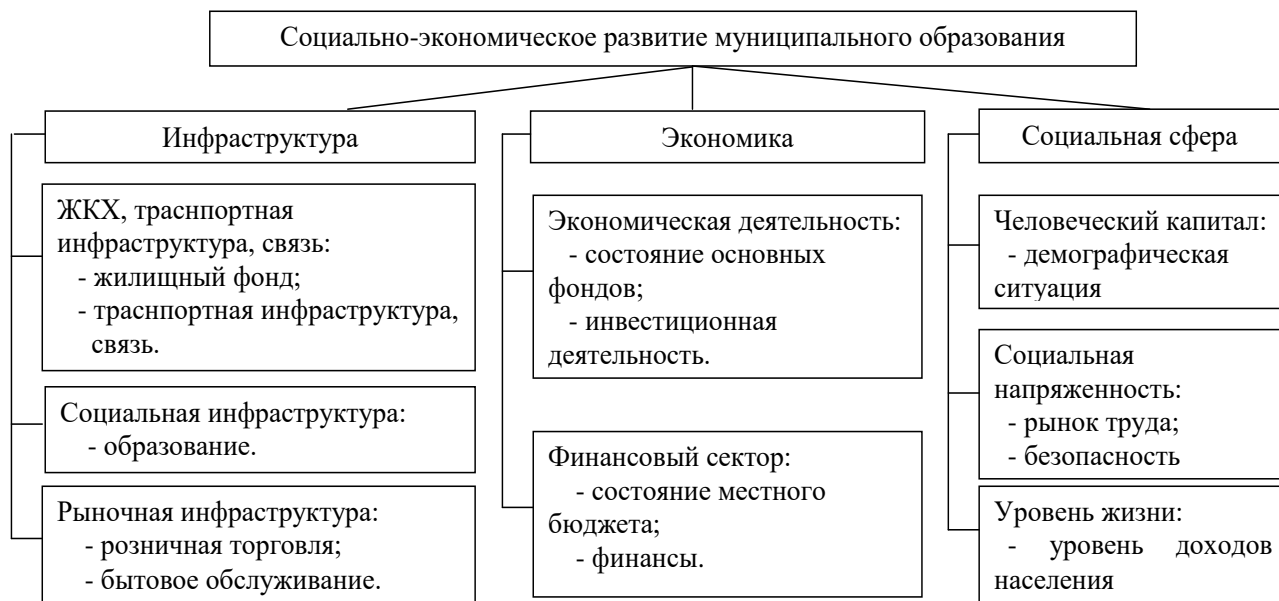 Социально-экономическое развитие муниципального образования
Инфраструктура
ЖКХ, траснпортная
инфраструктура, связь:
- жилищный фонд;
- траснпортная инфраструктура,
связь.
Социальная инфраструктура:
- образование.
Рыночная инфраструктура:
- розничная торговля;
- бытовое обслуживание.
Экономика
Экономическая деятельность:
- состояние основных
фондов;
- инвестиционная
деятельность.
Финансовый сектор:
- состояние местного
бюджета;
- финансы.
Социальная сфера
Человеческий капитал:
- демографическая
ситуация
Социальная
напряженность:
- рынок труда;
- безопасность
Уровень жизни:
- уровень доходов
населения